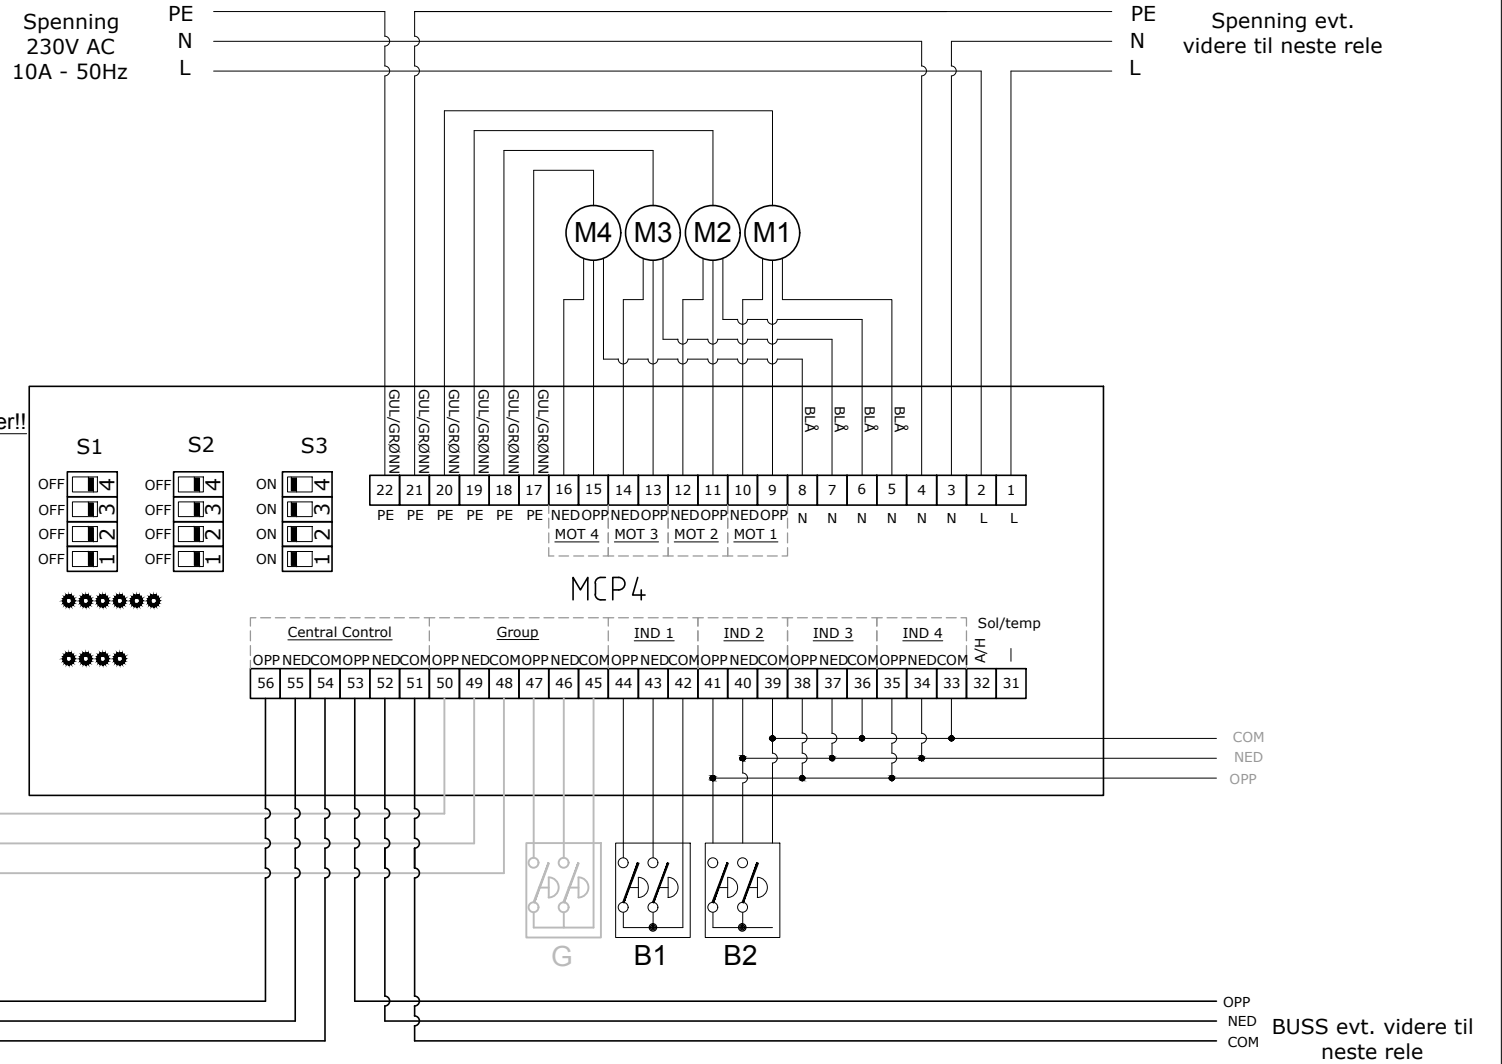 Spenning
230V AC
10A - 50Hz
PE
N
L
PE
N
L
Spenning evt.
videre til neste rele
M4 M3 M2 M1
er!!
S1 S2 S3
OFF 4 OFF 4 ON 4
OFF 3 OFF 3 ON 3
OFF 2 OFF 2 ON 2
OFF 1 OFF 1 ON 1
GUL/GRØNN GUL/GRØNN GUL/GRØNN GUL/GRØNN GUL/GRØNN GUL/GRØNN BLÅ BLÅ BLÅ BLÅ
22 21 20 19 18 17 16 15 14 13 12 11 10 9 8 7 6 5 4 3 2 1
PE PE PE PE PE PE NED OPP NED OPP NED OPP NED OPP N N N N N N L L
MOT 4 MOT 3 MOT 2 MOT 1
MCP4
Central Control Group IND 1 IND 2 IND 3 IND 4 Sol/temp
OPP NED COM OPP NED COM OPP NED COM OPP NED COM OPP NED COM OPP NED COM OPP NED COM OPP NED COM A/H —
56 55 54 53 52 51 50 49 48 47 46 45 44 43 42 41 40 39 38 37 36 35 34 33 32 31
COM
NED
OPP
G B1 B2
OPP
NED
COM
BUSS evt. videre til
neste rele